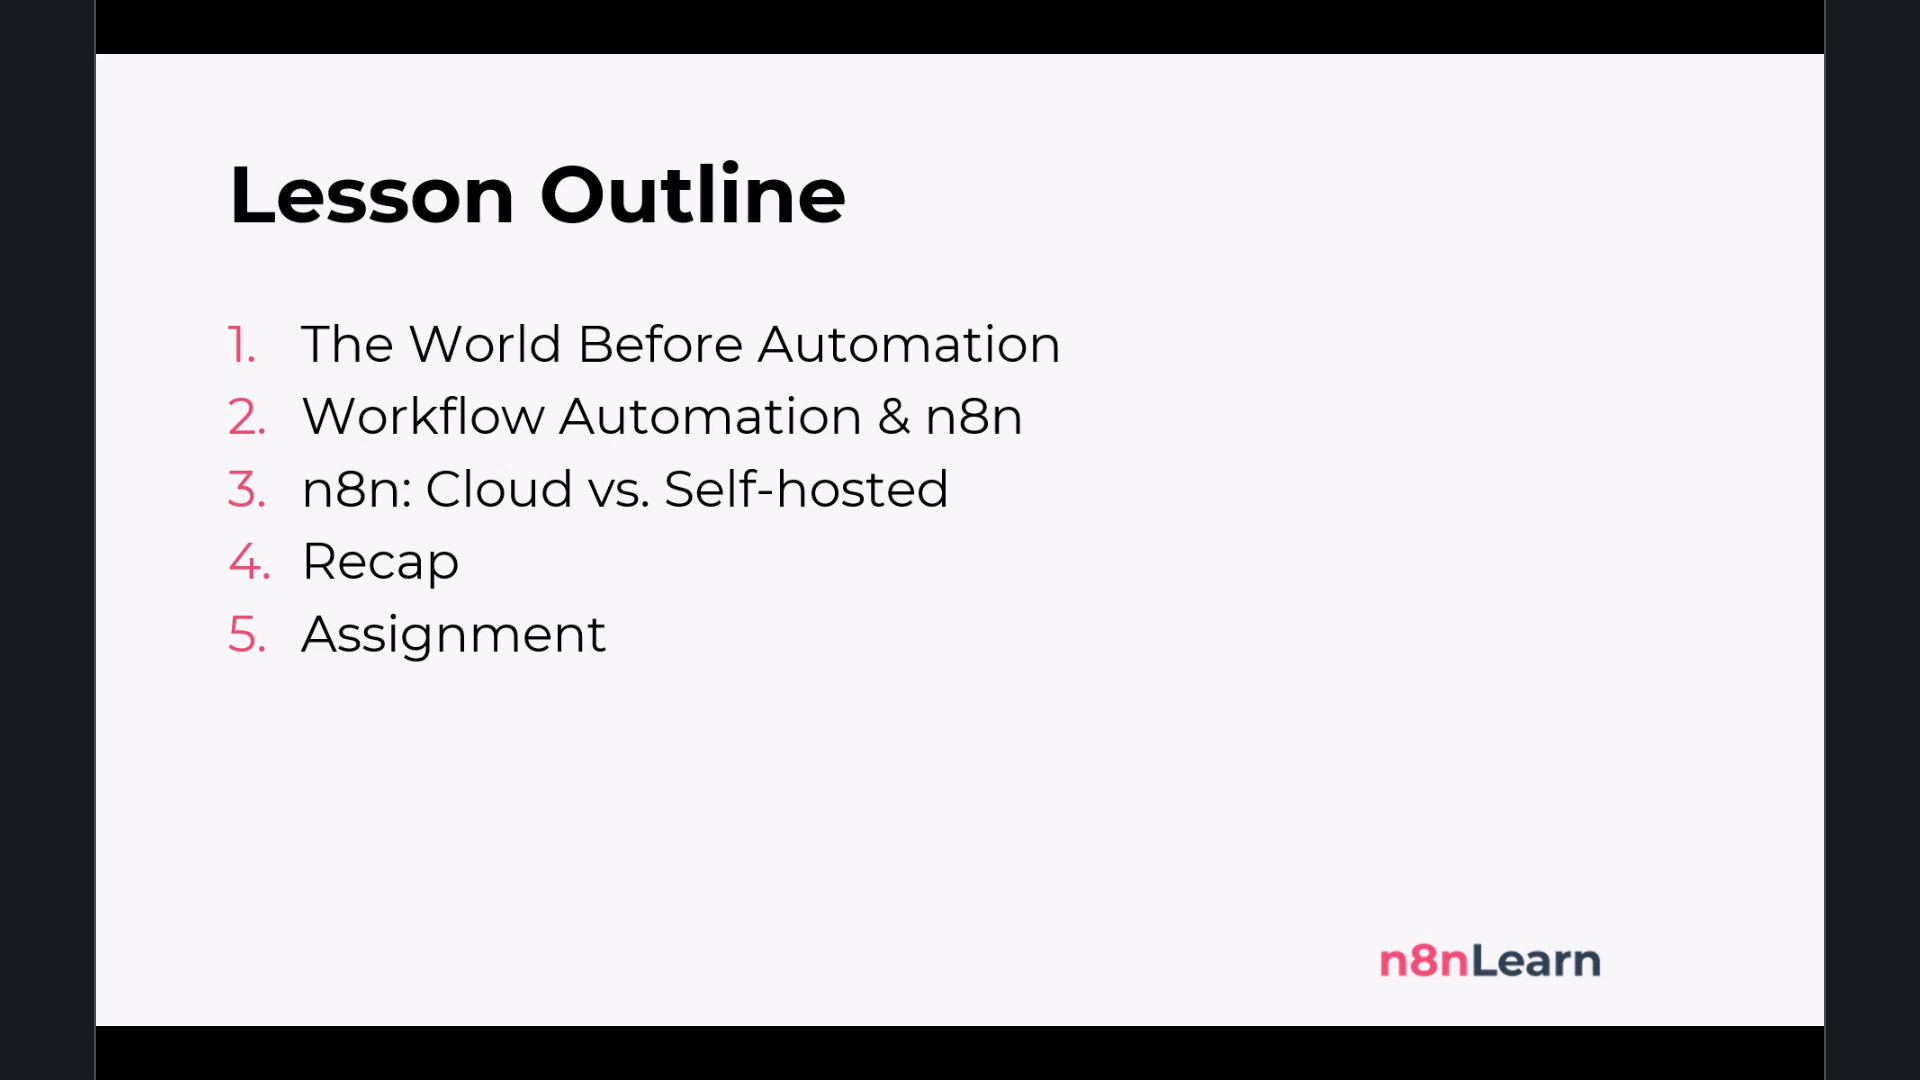 Lesson Outline
1. The World Before Automation
2. Workflow Automation & n8n
3. n8n: Cloud vs. Self-hosted
4. Recap
5. Assignment
n8nLearn